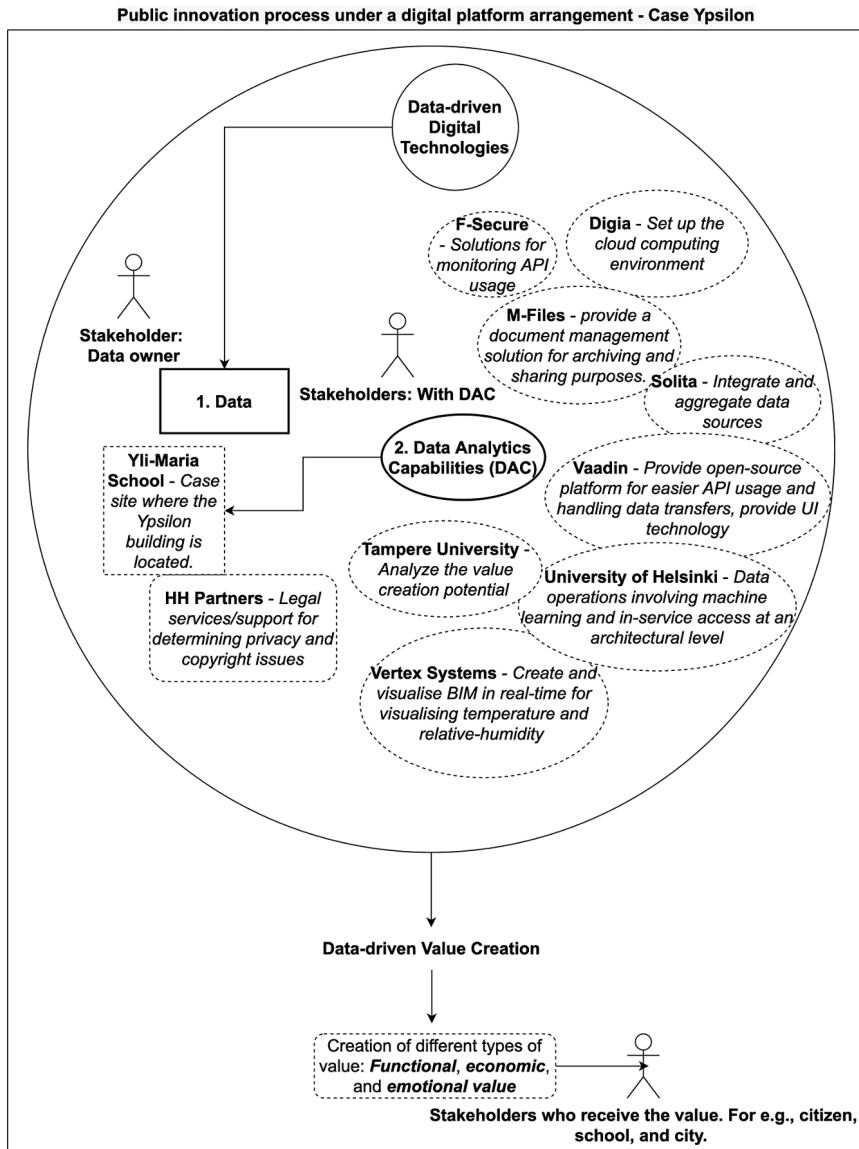 Public innovation process under a digital platform arrangement - Case Ypsilon
Data-driven
Digital
Technologies
F-Secure
- Solutions for
monitoring API
usage
Digia - Set up the
cloud computing
environment
Stakeholder:
Data owner
M-Files - provide a
document management
solution for archiving and
sharing purposes.
1. Data
Stakeholders: With DAC
Solita - Integrate and
aggregate data
sources
2. Data Analytics
Capabilities (DAC)
Yli-Maria
School - Case
site where the
Ypsilon
building is
located.
Vaadin - Provide open-source
platform for easier API usage and
handling data transfers, provide UI
technology
Tampere University -
Analyze the value
creation potential
University of Helsinki - Data
operations involving machine
learning and in-service access at an
architectural level
HH Partners - Legal
services/support for
determining privacy and
copyright issues
Vertex Systems - Create and
visualise BIM in real-time for
visualising temperature and
relative-humidity
Data-driven Value Creation
Creation of different types of
value: Functional, economic,
and emotional value
Stakeholders who receive the value. For e.g., citizen,
school, and city.